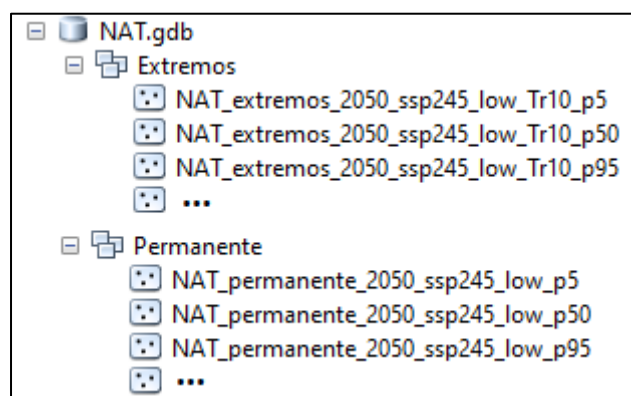 NAT.gdb
Extremos
NAT_extremos_2050_ssp245_low_Tr10_p5
NAT_extremos_2050_ssp245_low_Tr10_p50
NAT_extremos_2050_ssp245_low_Tr10_p95
...
Permanente
NAT_permanente_2050_ssp245_low_p5
NAT_permanente_2050_ssp245_low_p50
NAT_permanente_2050_ssp245_low_p95
...